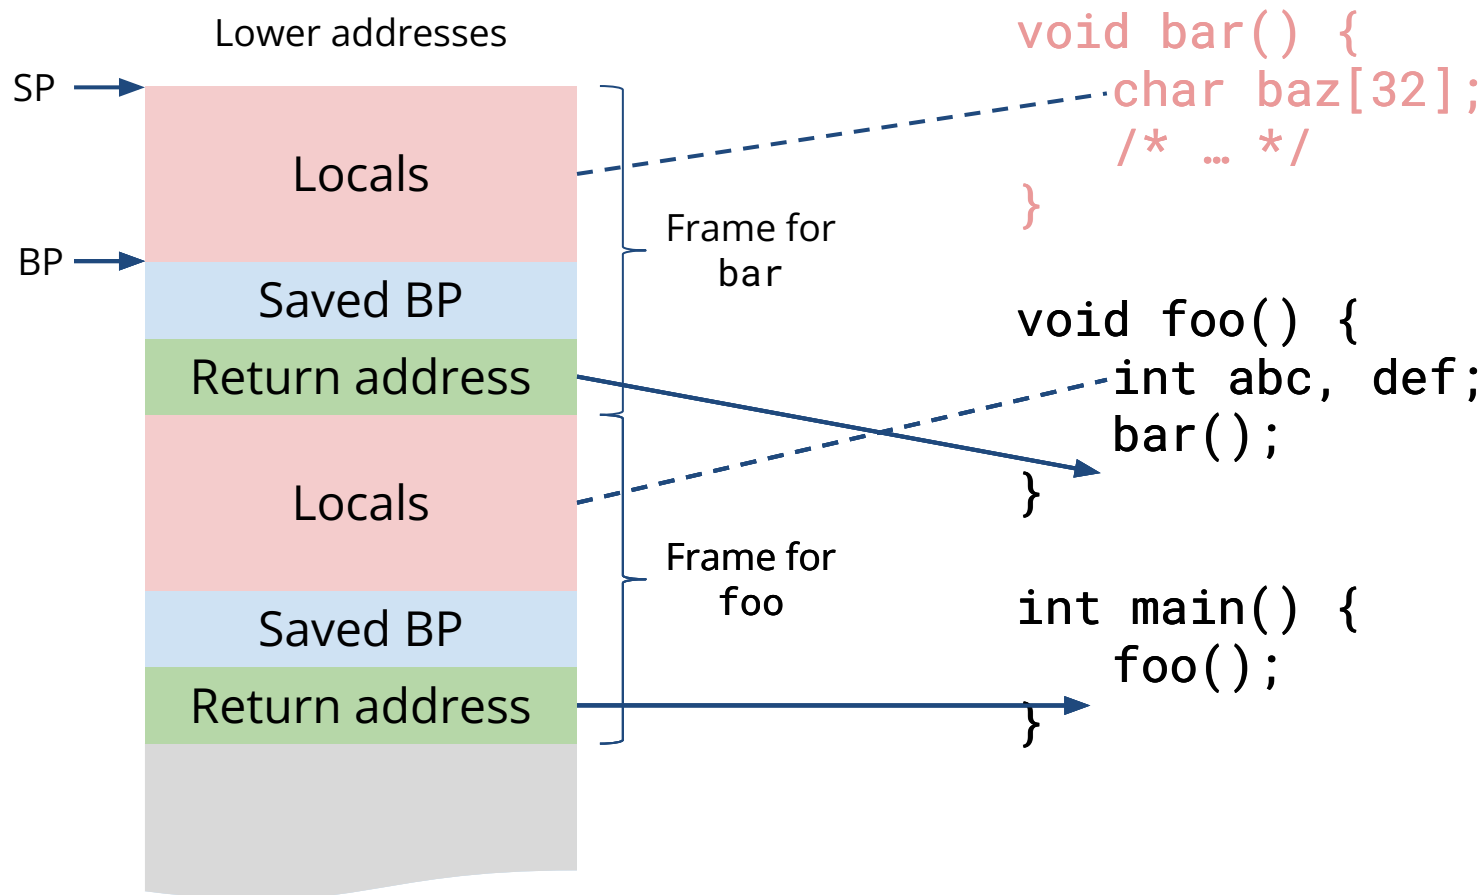 Lower addresses
SP
Locals
BP
Saved BP
Return address
Locals
Saved BP
Return address
Frame for
bar
Frame for
foo
void bar() {
char baz[32];
/* … */
}
void foo() {
int abc, def;
bar();
}
int main() {
foo();
}